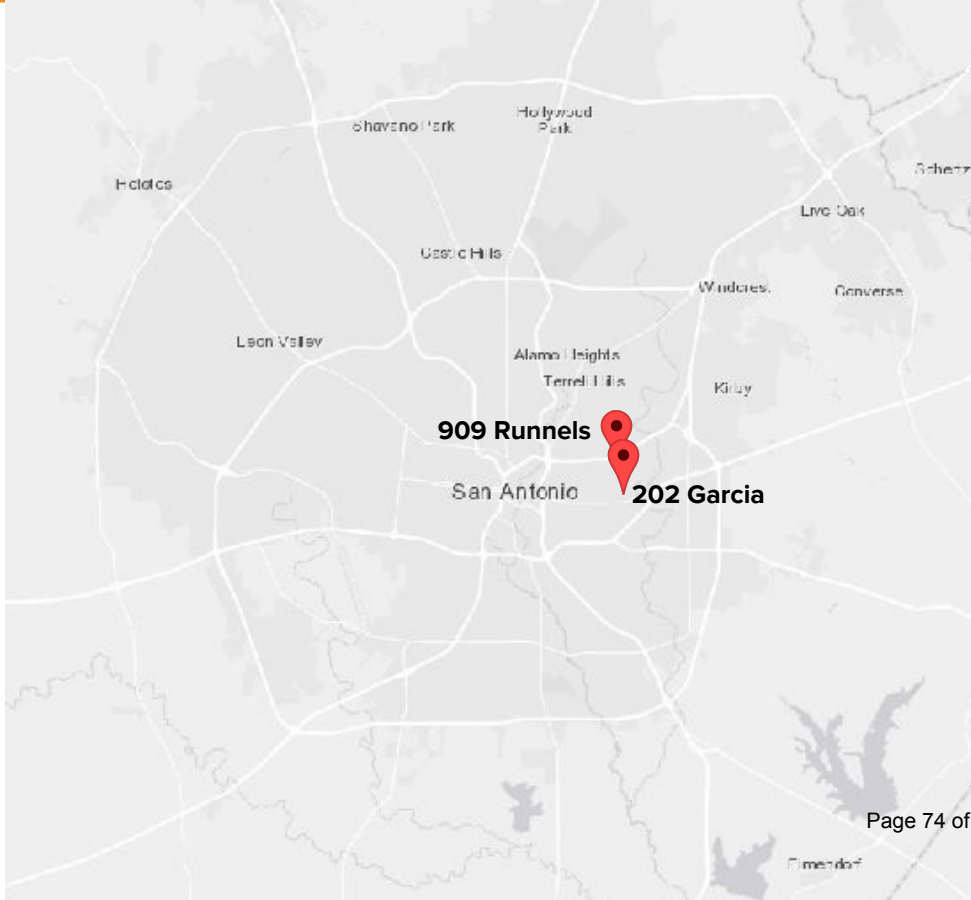 Hollywood
Park
Shavano Park
Schertz
Helotes
Live Oak
Castle Hills
Windcrest
Converse
Leon Valley
Alamo Heights
Terrell Hills
Kirby
909 Runnels
San Antonio
202 Garcia
Page 74 of
Elmendorf